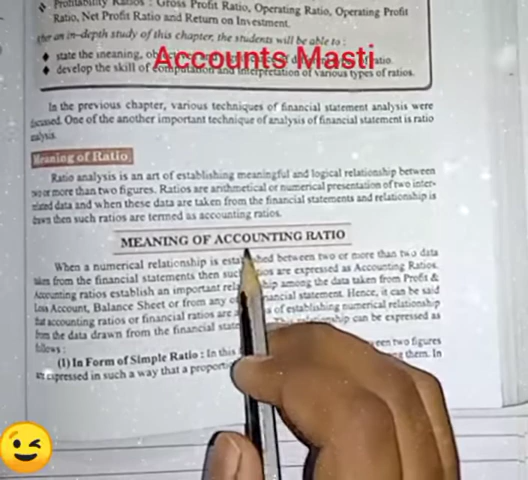 Profitability Ratios : Gross Profit Ratio, Operating Ratio, Operating Profit
Ratio, Net Profit Ratio and Return on Investment.
an in-depth study of this chapter, the students will be able to :
Accounts Masti
◆ state the meaning,
◆ develop the skill of computation and interpretation of various types of ratios.
In the previous chapter, various techniques of financial statement analysis were
One of the another important technique of analysis of financial statement is ratio
Meaning of Ratio
Ratio analysis is an art of establishing meaningful and logical relationship between
or more than two figures. Ratios are arithmetical or numerical presentation of two inter-
data and when these data are taken from the financial statements and relationship is
then such ratios are termed as accounting ratios.
MEANING OF ACCOUNTING RATIO
When a numerical relationship is between two or more than two data
from the financial statements then are expressed as Accounting Ratios.
Accounting ratios establish an important among the data taken from Profit &
Loss Account, Balance Sheet or from any statement. Hence, it can be said
that accounting ratios or financial ratios are of establishing numerical relationship
from the data drawn from the financial can be expressed as
follows :
(1) In Form of Simple Ratio : In this two figures
expressed in such a way that a them. In